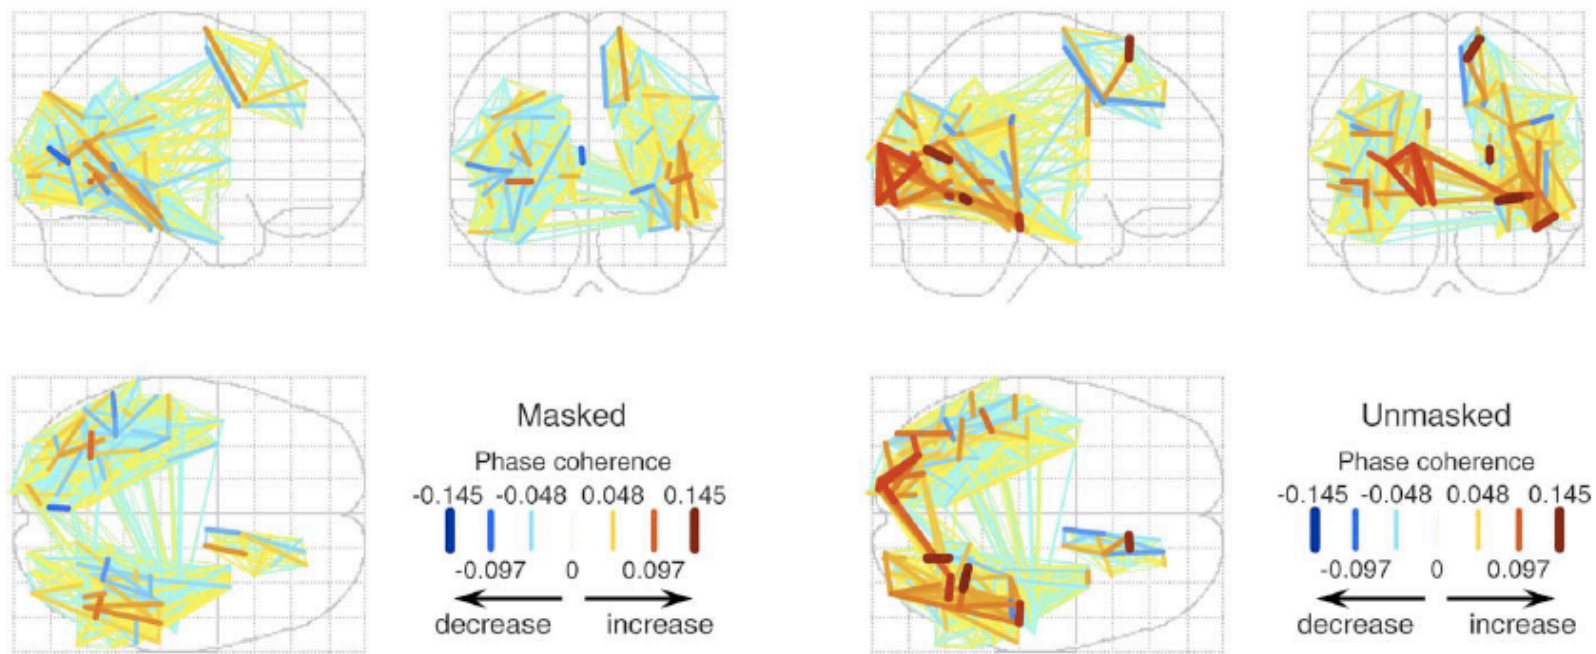 Masked
Phase coherence
-0.145 -0.048 0.048 0.145
-0.097 0 0.097
decrease increase
Unmasked
Phase coherence
-0.145 -0.048 0.048 0.145
-0.097 0 0.097
decrease increase